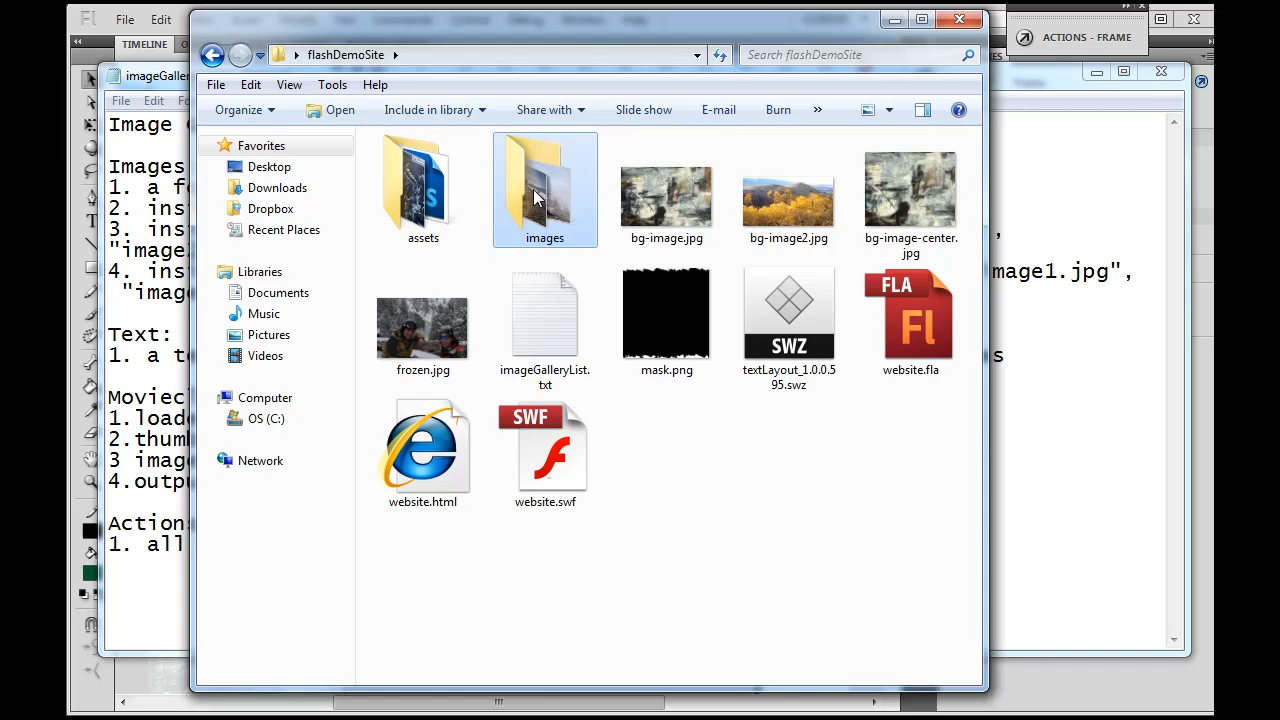 Fl File Edit
TIMELINE
ACTIONS - FRAME
imageGaller
File Edit Fo
flashDemoSite
Search flashDemoSite
File Edit View Tools Help
Organize Open Include in library Share with Slide show E-mail Burn »
Favorites
Desktop
Downloads
Dropbox
Recent Places
Libraries
Documents
Music
Pictures
Videos
Computer
OS (C:)
Network
assets
images
bg-image.jpg
bg-image2.jpg
bg-image-center.
jpg
frozen.jpg
imageGalleryList.
txt
mask.png
SWZ
textLayout_1.0.0.5
95.swz
FLA
Fl
website.fla
website.html
SWF
website.swf
Image
Images
1. a fo
2. ins
3. ins ,
"image
4. ins mage1.jpg",
"imag
Text:
1. a te s
Moviec
1.load
2.thum
3 imag
4.outp
Action
1. all